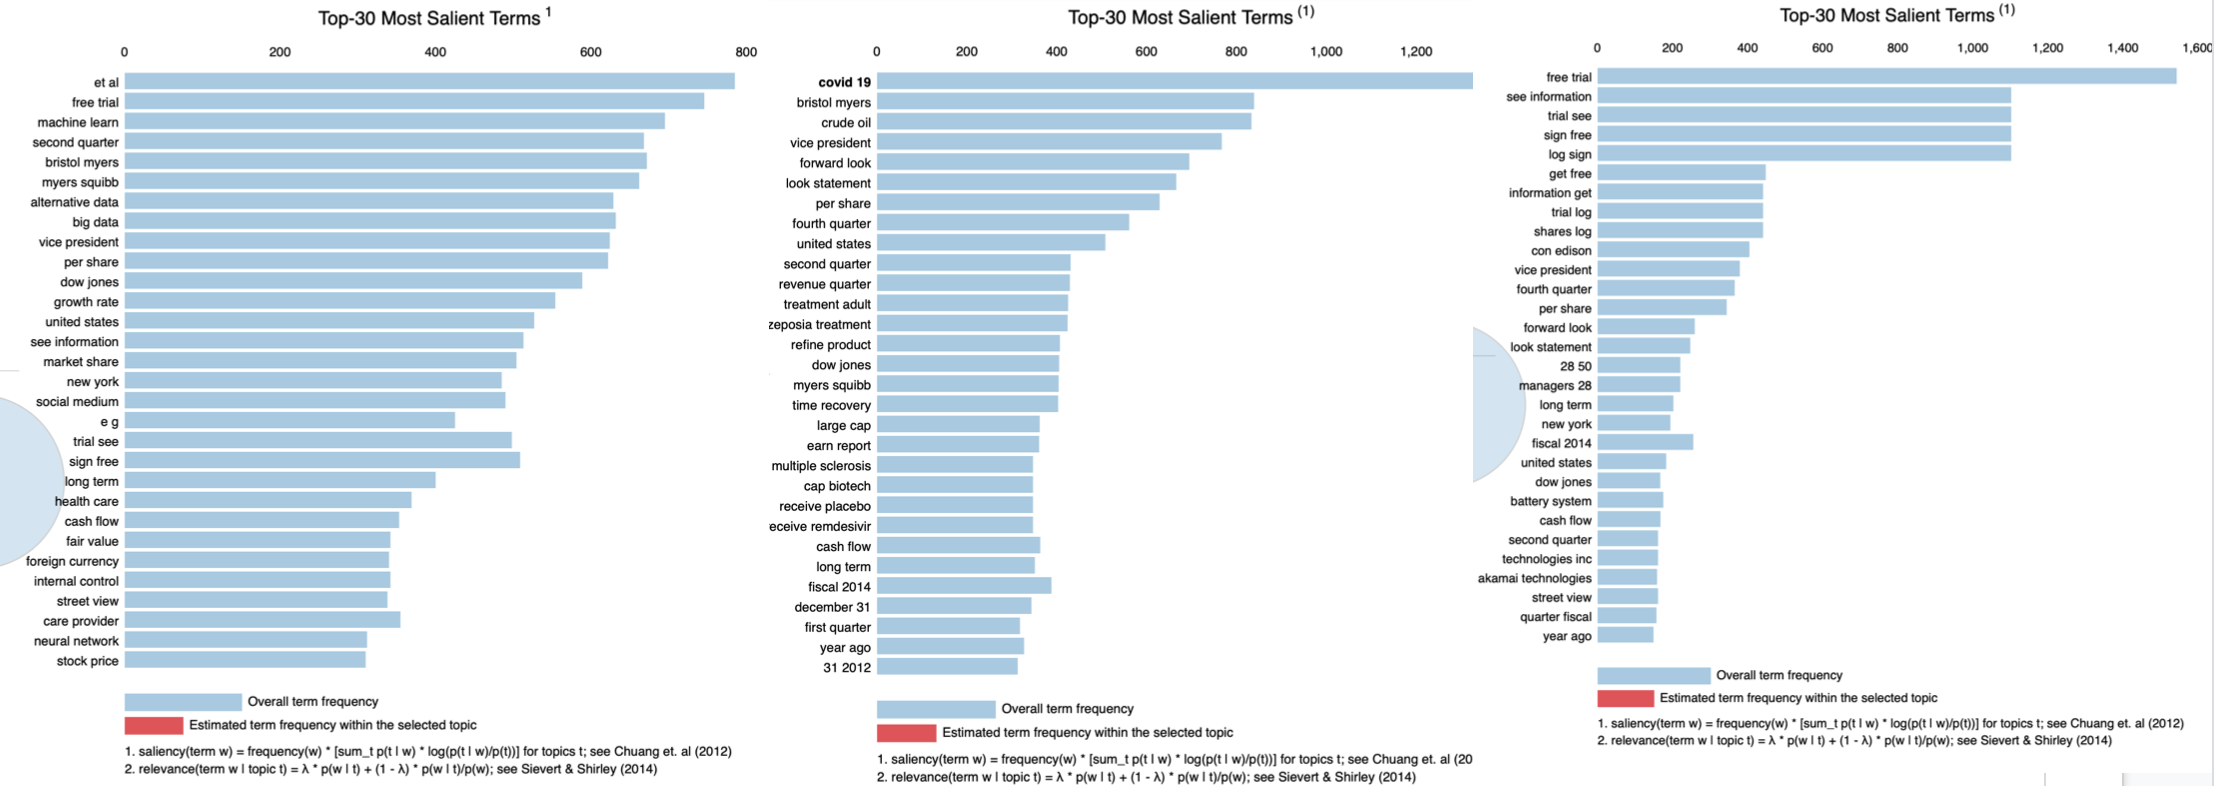 Top-30 Most Salient Terms 1
0 200 400 600 800
et al
free trial
machine learn
second quarter
bristol myers
myers squibb
alternative data
big data
vice president
per share
dow jones
growth rate
united states
see information
market share
new york
social medium
e g
trial see
sign free
long term
health care
cash flow
fair value
foreign currency
internal control
street view
care provider
neural network
stock price
Overall term frequency
Estimated term frequency within the selected topic
1. saliency(term w) = frequency(w) * [sum_t p(t | w) * log(p(t | w)/p(t))] for topics t; see Chuang et. al (2012)
2. relevance(term w | topic t) = λ * p(w | t) + (1 - λ) * p(w | t)/p(w); see Sievert & Shirley (2014)
Top-30 Most Salient Terms (1)
0 200 400 600 800 1,000 1,200
covid 19
bristol myers
crude oil
vice president
forward look
look statement
per share
fourth quarter
united states
second quarter
revenue quarter
treatment adult
zeposia treatment
refine product
dow jones
myers squibb
time recovery
large cap
earn report
multiple sclerosis
cap biotech
receive placebo
eceive remdesivir
cash flow
long term
fiscal 2014
december 31
first quarter
year ago
31 2012
Overall term frequency
Estimated term frequency within the selected topic
1. saliency(term w) = frequency(w) * [sum_t p(t | w) * log(p(t | w)/p(t))] for topics t; see Chuang et. al (20
2. relevance(term w | topic t) = λ * p(w | t) + (1 - λ) * p(w | t)/p(w); see Sievert & Shirley (2014)
Top-30 Most Salient Terms (1)
0 200 400 600 800 1,000 1,200 1,400 1,600
free trial
see information
trial see
sign free
log sign
get free
information get
trial log
shares log
con edison
vice president
fourth quarter
per share
forward look
look statement
28 50
managers 28
long term
new york
fiscal 2014
united states
dow jones
battery system
cash flow
second quarter
technologies inc
akamai technologies
street view
quarter fiscal
year ago
Overall term frequency
Estimated term frequency within the selected topic
1. saliency(term w) = frequency(w) * [sum_t p(t | w) * log(p(t | w)/p(t))] for topics t; see Chuang et. al (2012)
2. relevance(term w | topic t) = λ * p(w | t) + (1 - λ) * p(w | t)/p(w); see Sievert & Shirley (2014)